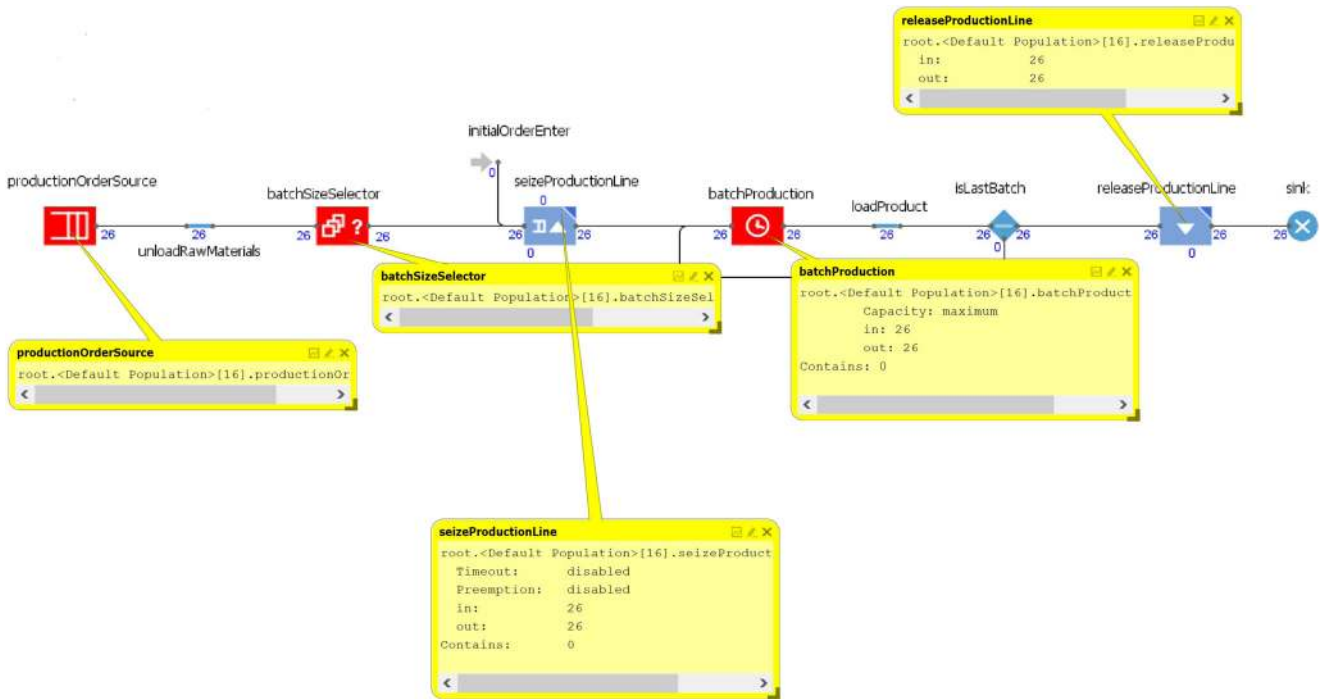 releaseProductionLine
root.<Default Population>[16].releaseProdu
in: 26
out: 26
initialOrderEnter
0
productionOrderSource
batchSizeSelector
seizeProductionLine
0
batchProduction
loadProduct
isLastBatch
releaseProductionLine
sink
26
26
26
26
26
26
26
26
26
26
26
26
26
26
unloadRawMaterials
0
0
0
?
batchSizeSelector
root.<Default Population>[16].batchSizeSel
batchProduction
root.<Default Population>[16].batchProduct
Capacity: maximum
in: 26
out: 26
Contains: 0
productionOrderSource
root.<Default Population>[16].productionOr
seizeProductionLine
root.<Default Population>[16].seizeProduct
Timeout: disabled
Preemption: disabled
in: 26
out: 26
Contains: 0